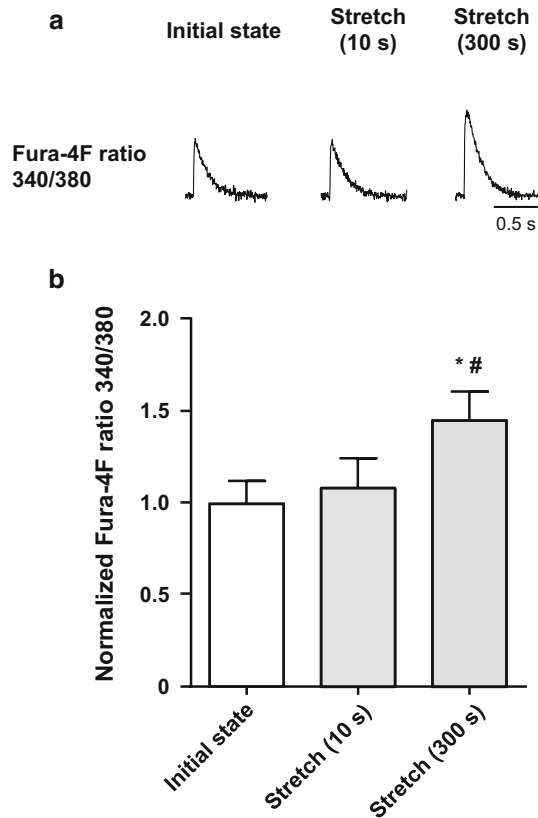 a
Initial state
Stretch
(10 s)
Stretch
(300 s)
Fura-4F ratio
340/380
0.5 s
b
Normalized Fura-4F ratio 340/380
2.0
1.5
1.0
0.5
0
* #
Initial state
Stretch (10 s)
Stretch (300 s)